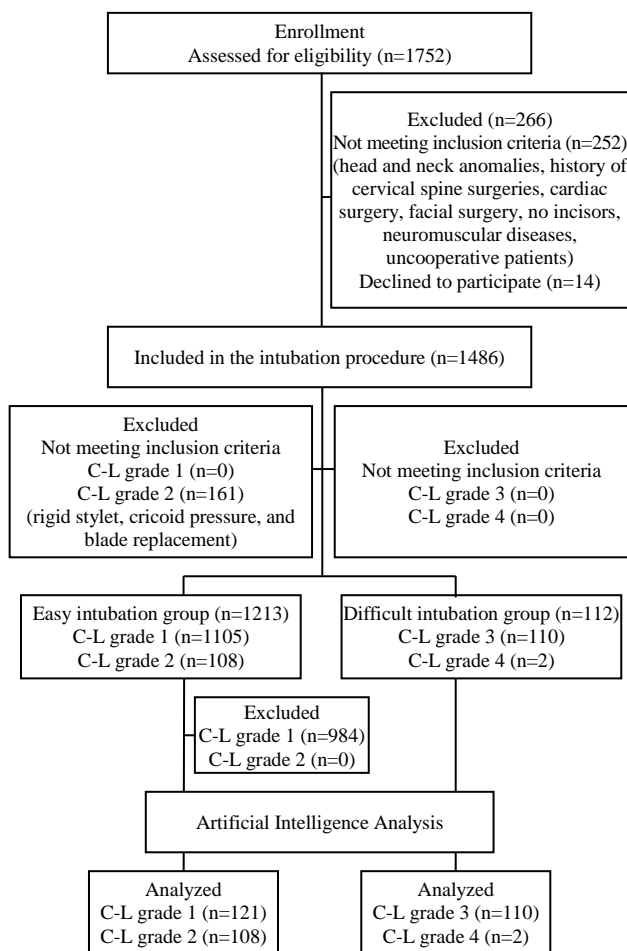 Enrollment
Assessed for eligibility (n=1752)
Excluded (n=266)
Not meeting inclusion criteria (n=252)
(head and neck anomalies, history of
cervical spine surgeries, cardiac
surgery, facial surgery, no incisors,
neuromuscular diseases,
uncooperative patients)
Declined to participate (n=14)
Included in the intubation procedure (n=1486)
Excluded
Not meeting inclusion criteria
C-L grade 1 (n=0)
C-L grade 2 (n=161)
(rigid stylet, cricoid pressure, and
blade replacement)
Excluded
Not meeting inclusion criteria
C-L grade 3 (n=0)
C-L grade 4 (n=0)
Easy intubation group (n=1213)
C-L grade 1 (n=1105)
C-L grade 2 (n=108)
Difficult intubation group (n=112)
C-L grade 3 (n=110)
C-L grade 4 (n=2)
Excluded
C-L grade 1 (n=984)
C-L grade 2 (n=0)
Artificial Intelligence Analysis
Analyzed
C-L grade 1 (n=121)
C-L grade 2 (n=108)
Analyzed
C-L grade 3 (n=110)
C-L grade 4 (n=2)